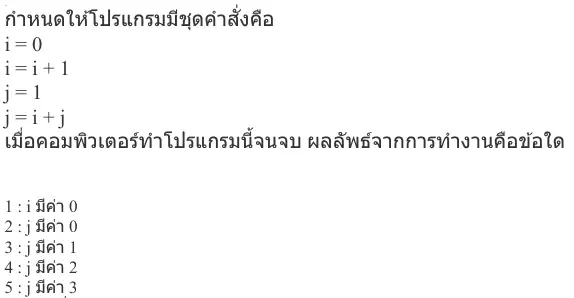 กำหนดให้โปรแกรมมีชุดคำสั่งคือ
i = 0
i = i + 1
j = 1
j = i + j
เมื่อคอมพิวเตอร์ทำโปรแกรมนี้จนจบ ผลลัพธ์จากการทำงานคือข้อใด
1 : i มีค่า 0
2 : j มีค่า 0
3 : j มีค่า 1
4 : j มีค่า 2
5 : j มีค่า 3